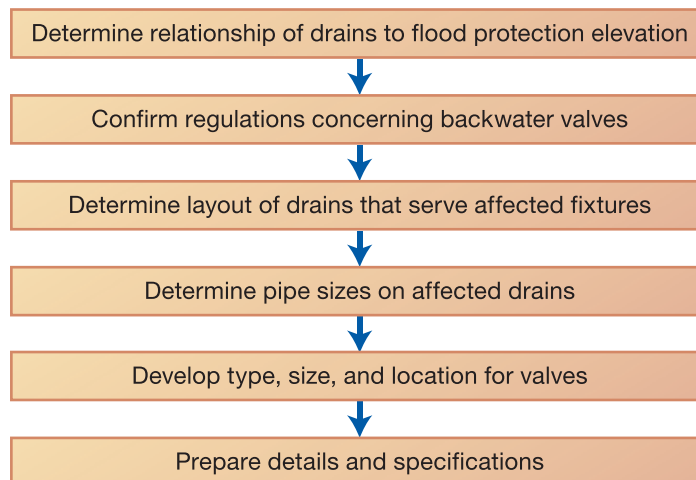 Determine relationship of drains to flood protection elevation
Confirm regulations concerning backwater valves
Determine layout of drains that serve affected fixtures
Determine pipe sizes on affected drains
Develop type, size, and location for valves
Prepare details and specifications